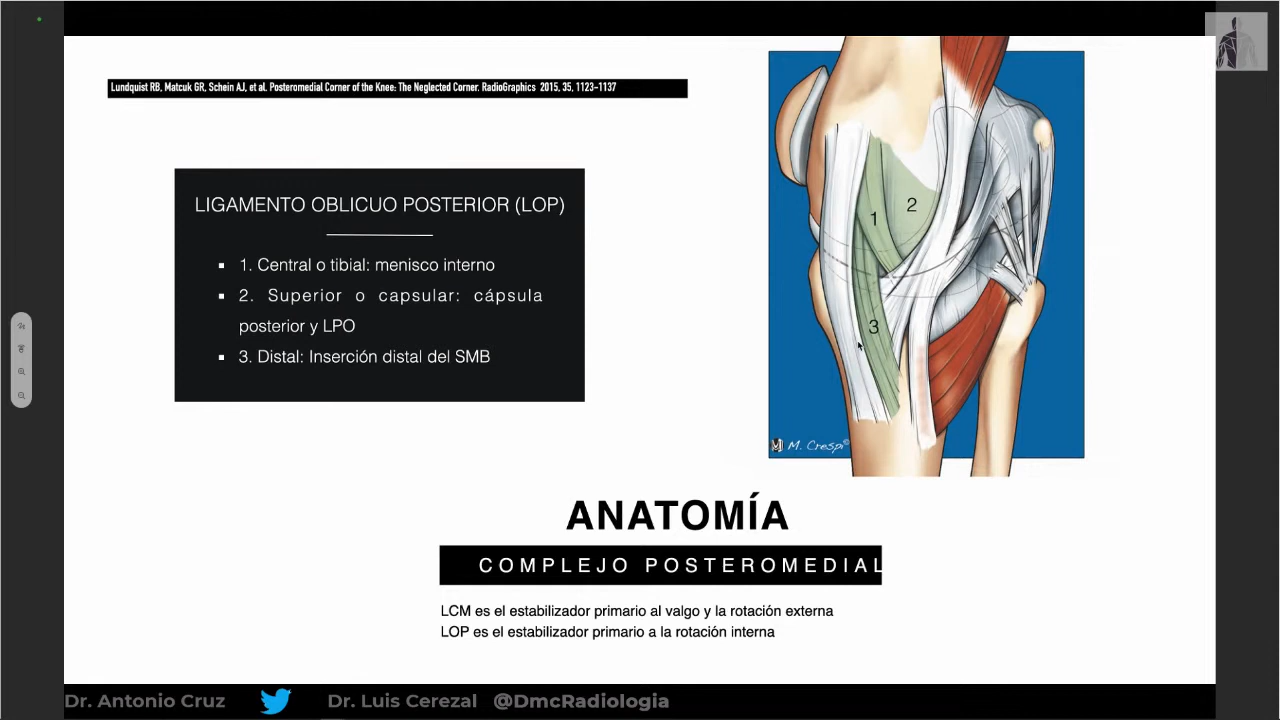 Lundquist RB, Matcuk GR, Schein AJ, et al. Posteromedial Corner of the Knee: The Neglected Corner. RadioGraphics 2015, 35, 1123-1137
LIGAMENTO OBLICUO POSTERIOR (LOP)
1. Central o tibial: menisco interno
2. Superior o capsular: cápsula
posterior y LPO
3. Distal: Inserción distal del SMB
1
2
3
M. Crespi©
ANATOMÍA
COMPLEJO POSTEROMEDIAL
LCM es el estabilizador primario al valgo y la rotación externa
LOP es el estabilizador primario a la rotación interna
Dr. Antonio Cruz
Dr. Luis Cerezal @DmcRadiologia